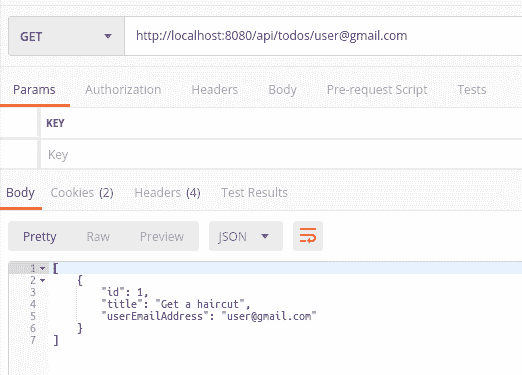 GET http://localhost:8080/api/todos/user@gmail.com
Params Authorization Headers Body Pre-request Script Tests
KEY
Key
Body Cookies (2) Headers (4) Test Results
Pretty Raw Preview JSON
1 [
2 {
3 "id": 1,
4 "title": "Get a haircut",
5 "userEmailAddress": "user@gmail.com"
6 }
7 ]